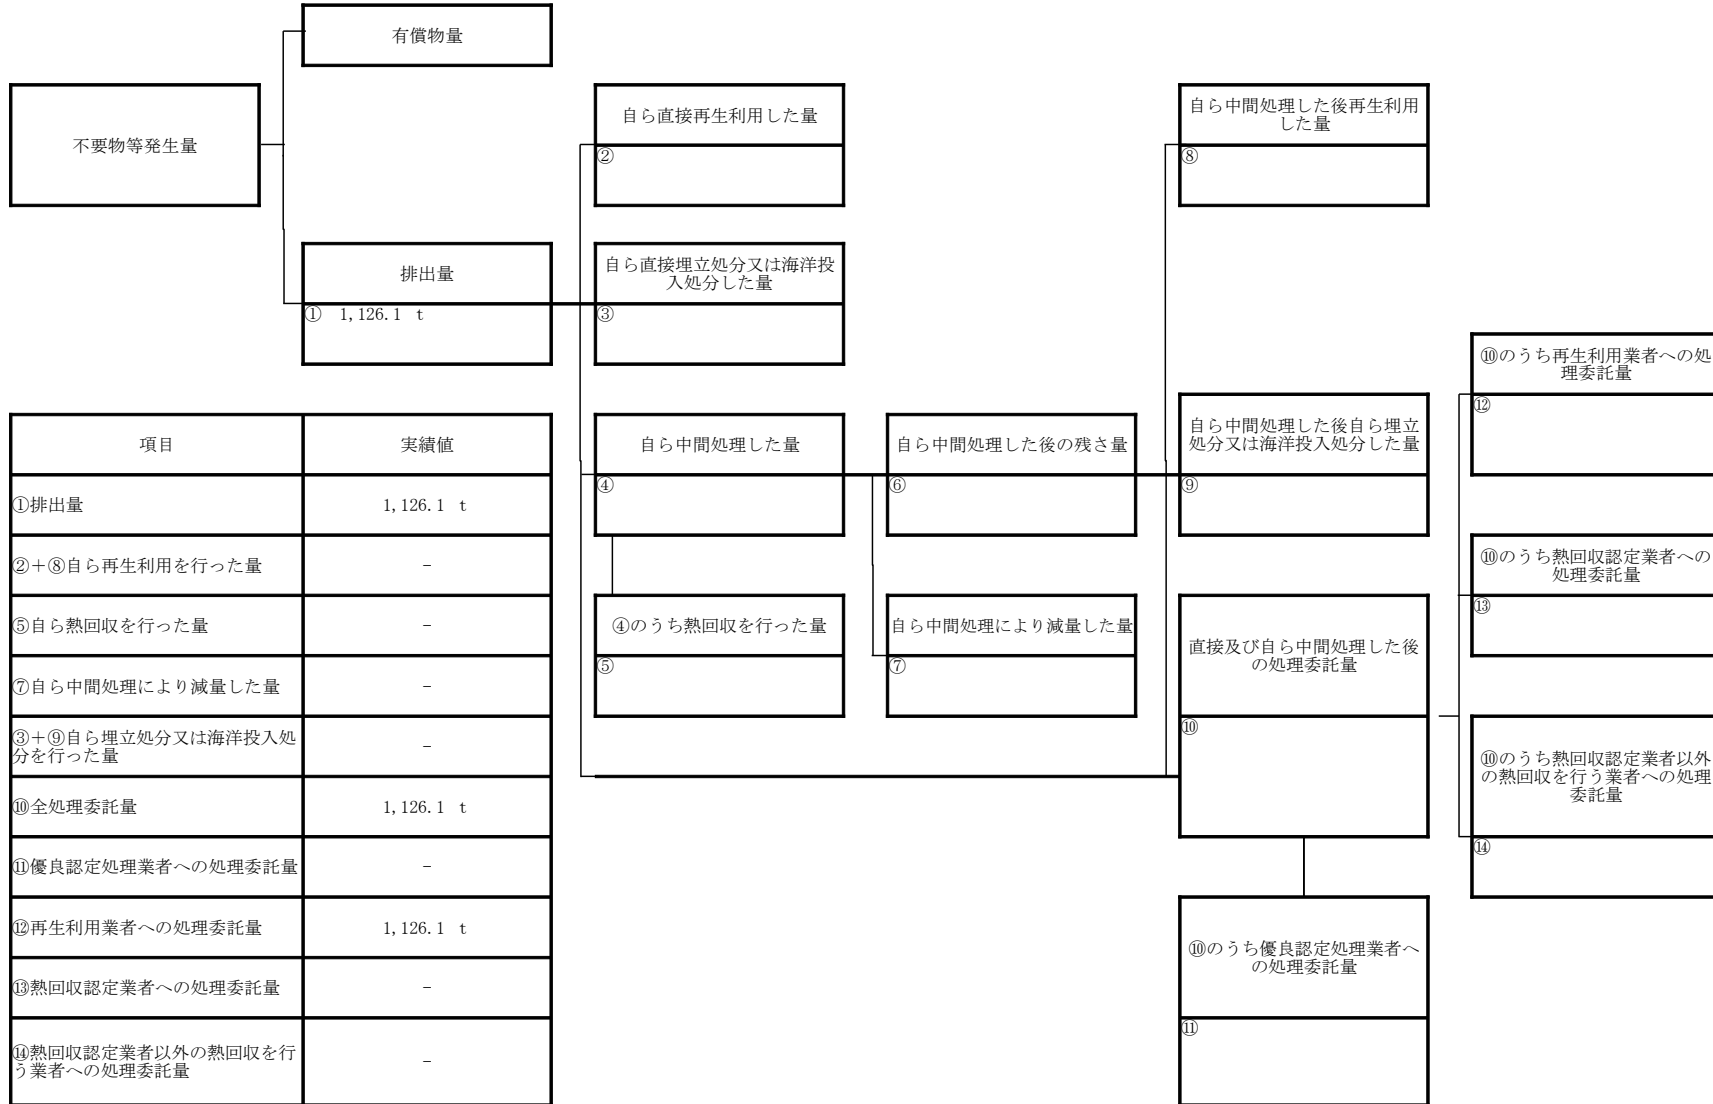 有償物量
不要物等発生量
自ら直接再生利用した量
②
自ら中間処理した後再生利用
した量
⑧
排出量
① 1,126.1 t
自ら直接埋立処分又は海洋投
入処分した量
③
⑩のうち再生利用業者への処
理委託量
⑫
項目
実績値
①排出量
1,126.1 t
②＋⑧自ら再生利用を行った量
－
⑤自ら熱回収を行った量
－
⑦自ら中間処理により減量した量
－
③＋⑨自ら埋立処分又は海洋投入処
分を行った量
－
⑩全処理委託量
1,126.1 t
⑪優良認定処理業者への処理委託量
－
⑫再生利用業者への処理委託量
1,126.1 t
⑬熱回収認定業者への処理委託量
－
⑭熱回収認定業者以外の熱回収を行
う業者への処理委託量
－
自ら中間処理した量
④
自ら中間処理した後の残さ量
⑥
自ら中間処理した後自ら埋立
処分又は海洋投入処分した量
⑨
④のうち熱回収を行った量
⑤
自ら中間処理により減量した量
⑦
直接及び自ら中間処理した後
の処理委託量
⑩
⑩のうち熱回収認定業者への
処理委託量
⑬
⑩のうち熱回収認定業者以外
の熱回収を行う業者への処理
委託量
⑭
⑩のうち優良認定処理業者へ
の処理委託量
⑪